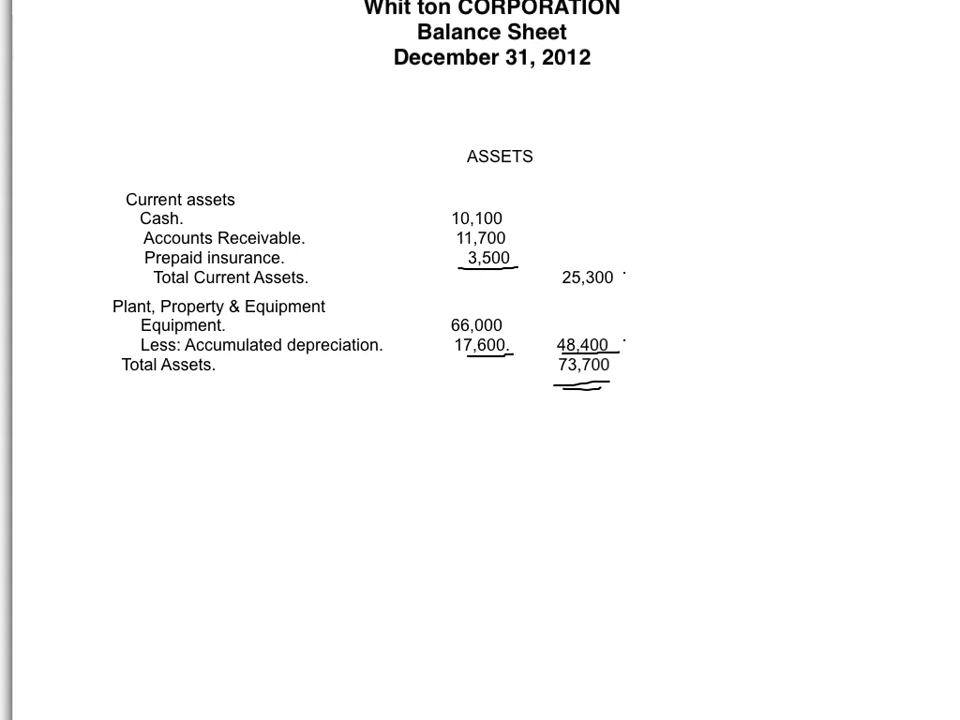 Whit ton CORPORATION
Balance Sheet
December 31, 2012
ASSETS
Current assets
Cash. 10,100
Accounts Receivable. 11,700
Prepaid insurance. 3,500
Total Current Assets. 25,300
Plant, Property & Equipment
Equipment. 66,000
Less: Accumulated depreciation. 17,600. 48,400
Total Assets. 73,700